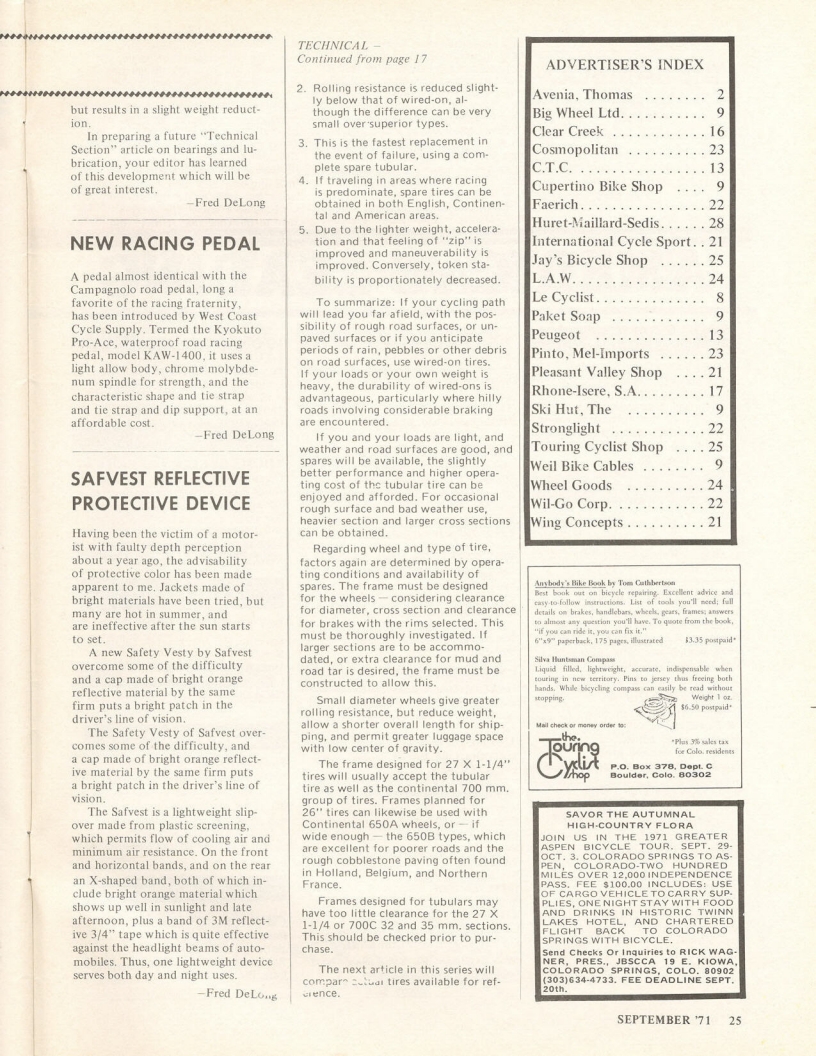 but results in a slight weight reduct-
ion.
In preparing a future "Technical
Section" article on bearings and lu-
brication, your editor has learned
of this development which will be
of great interest.
—Fred DeLong
NEW RACING PEDAL
A pedal almost identical with the
Campagnolo road pedal, long a
favorite of the racing fraternity,
has been introduced by West Coast
Cycle Supply. Termed the Kyokuto
Pro-Ace, waterproof road racing
pedal, model KAW-1400, it uses a
light allow body, chrome molybde-
num spindle for strength, and the
characteristic shape and tie strap
and tie strap and dip support, at an
affordable cost.
—Fred DeLong
SAFVEST REFLECTIVE
PROTECTIVE DEVICE
Having been the victim of a motor-
ist with faulty depth perception
about a year ago, the advisability
of protective color has been made
apparent to me. Jackets made of
bright materials have been tried, but
many are hot in summer, and
are ineffective after the sun starts
to set.
A new Safety Vesty by Safvest
overcome some of the difficulty
and a cap made of bright orange
reflective material by the same
firm puts a bright patch in the
driver's line of vision.
The Safety Vesty of Safvest over-
comes some of the difficulty, and
a cap made of bright orange reflect-
ive material by the same firm puts
a bright patch in the driver's line of
vision.
The Safvest is a lightweight slip-
over made from plastic screening,
which permits flow of cooling air and
minimum air resistance. On the front
and horizontal bands, and on the rear
an X-shaped band, both of which in-
clude bright orange material which
shows up well in sunlight and late
afternoon, plus a band of 3M reflect-
ive 3/4" tape which is quite effective
against the headlight beams of auto-
mobiles. Thus, one lightweight device
serves both day and night uses.
—Fred DeLong
TECHNICAL –
Continued from page 17
2. Rolling resistance is reduced slight-
ly below that of wired-on, al-
though the difference can be very
small over superior types.
3. This is the fastest replacement in
the event of failure, using a com-
plete spare tubular.
4. If traveling in areas where racing
is predominate, spare tires can be
obtained in both English, Continen-
tal and American areas.
5. Due to the lighter weight, accelera-
tion and that feeling of "zip" is
improved and maneuverability is
improved. Conversely, token sta-
bility is proportionately decreased.
To summarize: If your cycling path
will lead you far afield, with the pos-
sibility of rough road surfaces, or un-
paved surfaces or if you anticipate
periods of rain, pebbles or other debris
on road surfaces, use wired-on tires.
If your loads or your own weight is
heavy, the durability of wired-ons is
advantageous, particularly where hilly
roads involving considerable braking
are encountered.
If you and your loads are light, and
weather and road surfaces are good, and
spares will be available, the slightly
better performance and higher opera-
ting cost of the tubular tire can be
enjoyed and afforded. For occasional
rough surface and bad weather use,
heavier section and larger cross sections
can be obtained.
Regarding wheel and type of tire,
factors again are determined by opera-
ting conditions and availability of
spares. The frame must be designed
for the wheels — considering clearance
for diameter, cross section and clearance
for brakes with the rims selected. This
must be thoroughly investigated. If
larger sections are to be accommo-
dated, or extra clearance for mud and
road tar is desired, the frame must be
constructed to allow this.
Small diameter wheels give greater
rolling resistance, but reduce weight,
allow a shorter overall length for ship-
ping, and permit greater luggage space
with low center of gravity.
The frame designed for 27 X 1-1/4"
tires will usually accept the tubular
tire as well as the continental 700 mm.
group of tires. Frames planned for
26" tires can likewise be used with
Continental 650A wheels, or — if
wide enough — the 650B types, which
are excellent for poorer roads and the
rough cobblestone paving often found
in Holland, Belgium, and Northern
France.
Frames designed for tubulars may
have too little clearance for the 27 X
1-1/4 or 700C 32 and 35 mm. sections.
This should be checked prior to pur-
chase.
The next article in this series will
compare actual tires available for ref-
erence.
ADVERTISER'S INDEX
Avenia, Thomas ........ 2
Big Wheel Ltd........... 9
Clear Creek ............ 16
Cosmopolitan .......... 23
C.T.C. ................ 13
Cupertino Bike Shop .... 9
Faerich................ 22
Huret-Maillard-Sedis...... 28
International Cycle Sport.. 21
Jay's Bicycle Shop ...... 25
L.A.W................. 24
Le Cyclist.............. 8
Paket Soap ............ 9
Peugeot .............. 13
Pinto, Mel-Imports ...... 23
Pleasant Valley Shop .... 21
Rhone-Isere, S.A......... 17
Ski Hut, The .......... 9
Stronglight ............ 22
Touring Cyclist Shop .... 25
Weil Bike Cables ........ 9
Wheel Goods .......... 24
Wil-Go Corp............ 22
Wing Concepts .......... 21
Anybody's Bike Book by Tom Cuthbertson
Best book out on bicycle repairing. Excellent advice and
easy-to-follow instructions. List of tools you'll need; full
details on brakes, handlebars, wheels, gears, frames; answers
to almost any question you'll have. To quote from the book,
"if you can ride it, you can fix it."
6"x9" paperback, 175 pages, illustrated $3.35 postpaid*
Silva Huntsman Compass
Liquid filled, lightweight, accurate, indispensable when
touring in new territory. Pins to jersey thus freeing both
hands. While bicycling compass can easily be read without
stopping. Weight 1 oz.
$6.50 postpaid*
Mail check or money order to:
the
Touring
Cyclist
Shop
*Plus 3% sales tax
for Colo. residents
P.O. Box 378, Dept. C
Boulder, Colo. 80302
SAVOR THE AUTUMNAL
HIGH-COUNTRY FLORA
JOIN US IN THE 1971 GREATER
ASPEN BICYCLE TOUR. SEPT. 29-
OCT. 3. COLORADO SPRINGS TO AS-
PEN, COLORADO-TWO HUNDRED
MILES OVER 12,000 INDEPENDENCE
PASS. FEE $100.00 INCLUDES: USE
OF CARGO VEHICLE TO CARRY SUP-
PLIES, ONE NIGHT STAY WITH FOOD
AND DRINKS IN HISTORIC TWINN
LAKES HOTEL, AND CHARTERED
FLIGHT BACK TO COLORADO
SPRINGS WITH BICYCLE.
Send Checks Or Inquiries to RICK WAG-
NER, PRES., JBSCCA 19 E. KIOWA,
COLORADO SPRINGS, COLO. 80902
(303)634-4733. FEE DEADLINE SEPT.
20th.
SEPTEMBER '71 25